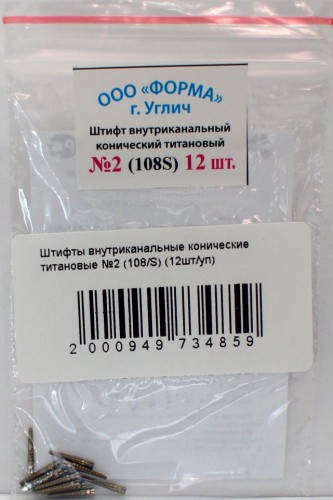 ООО «ФОРМА»
г. Углич
Штифт внутриканальный
конический титановый
№2 (108S) 12 шт.
Штифты внутриканальные конические
титановые №2 (108/S) (12шт/уп)
2 000949 734859